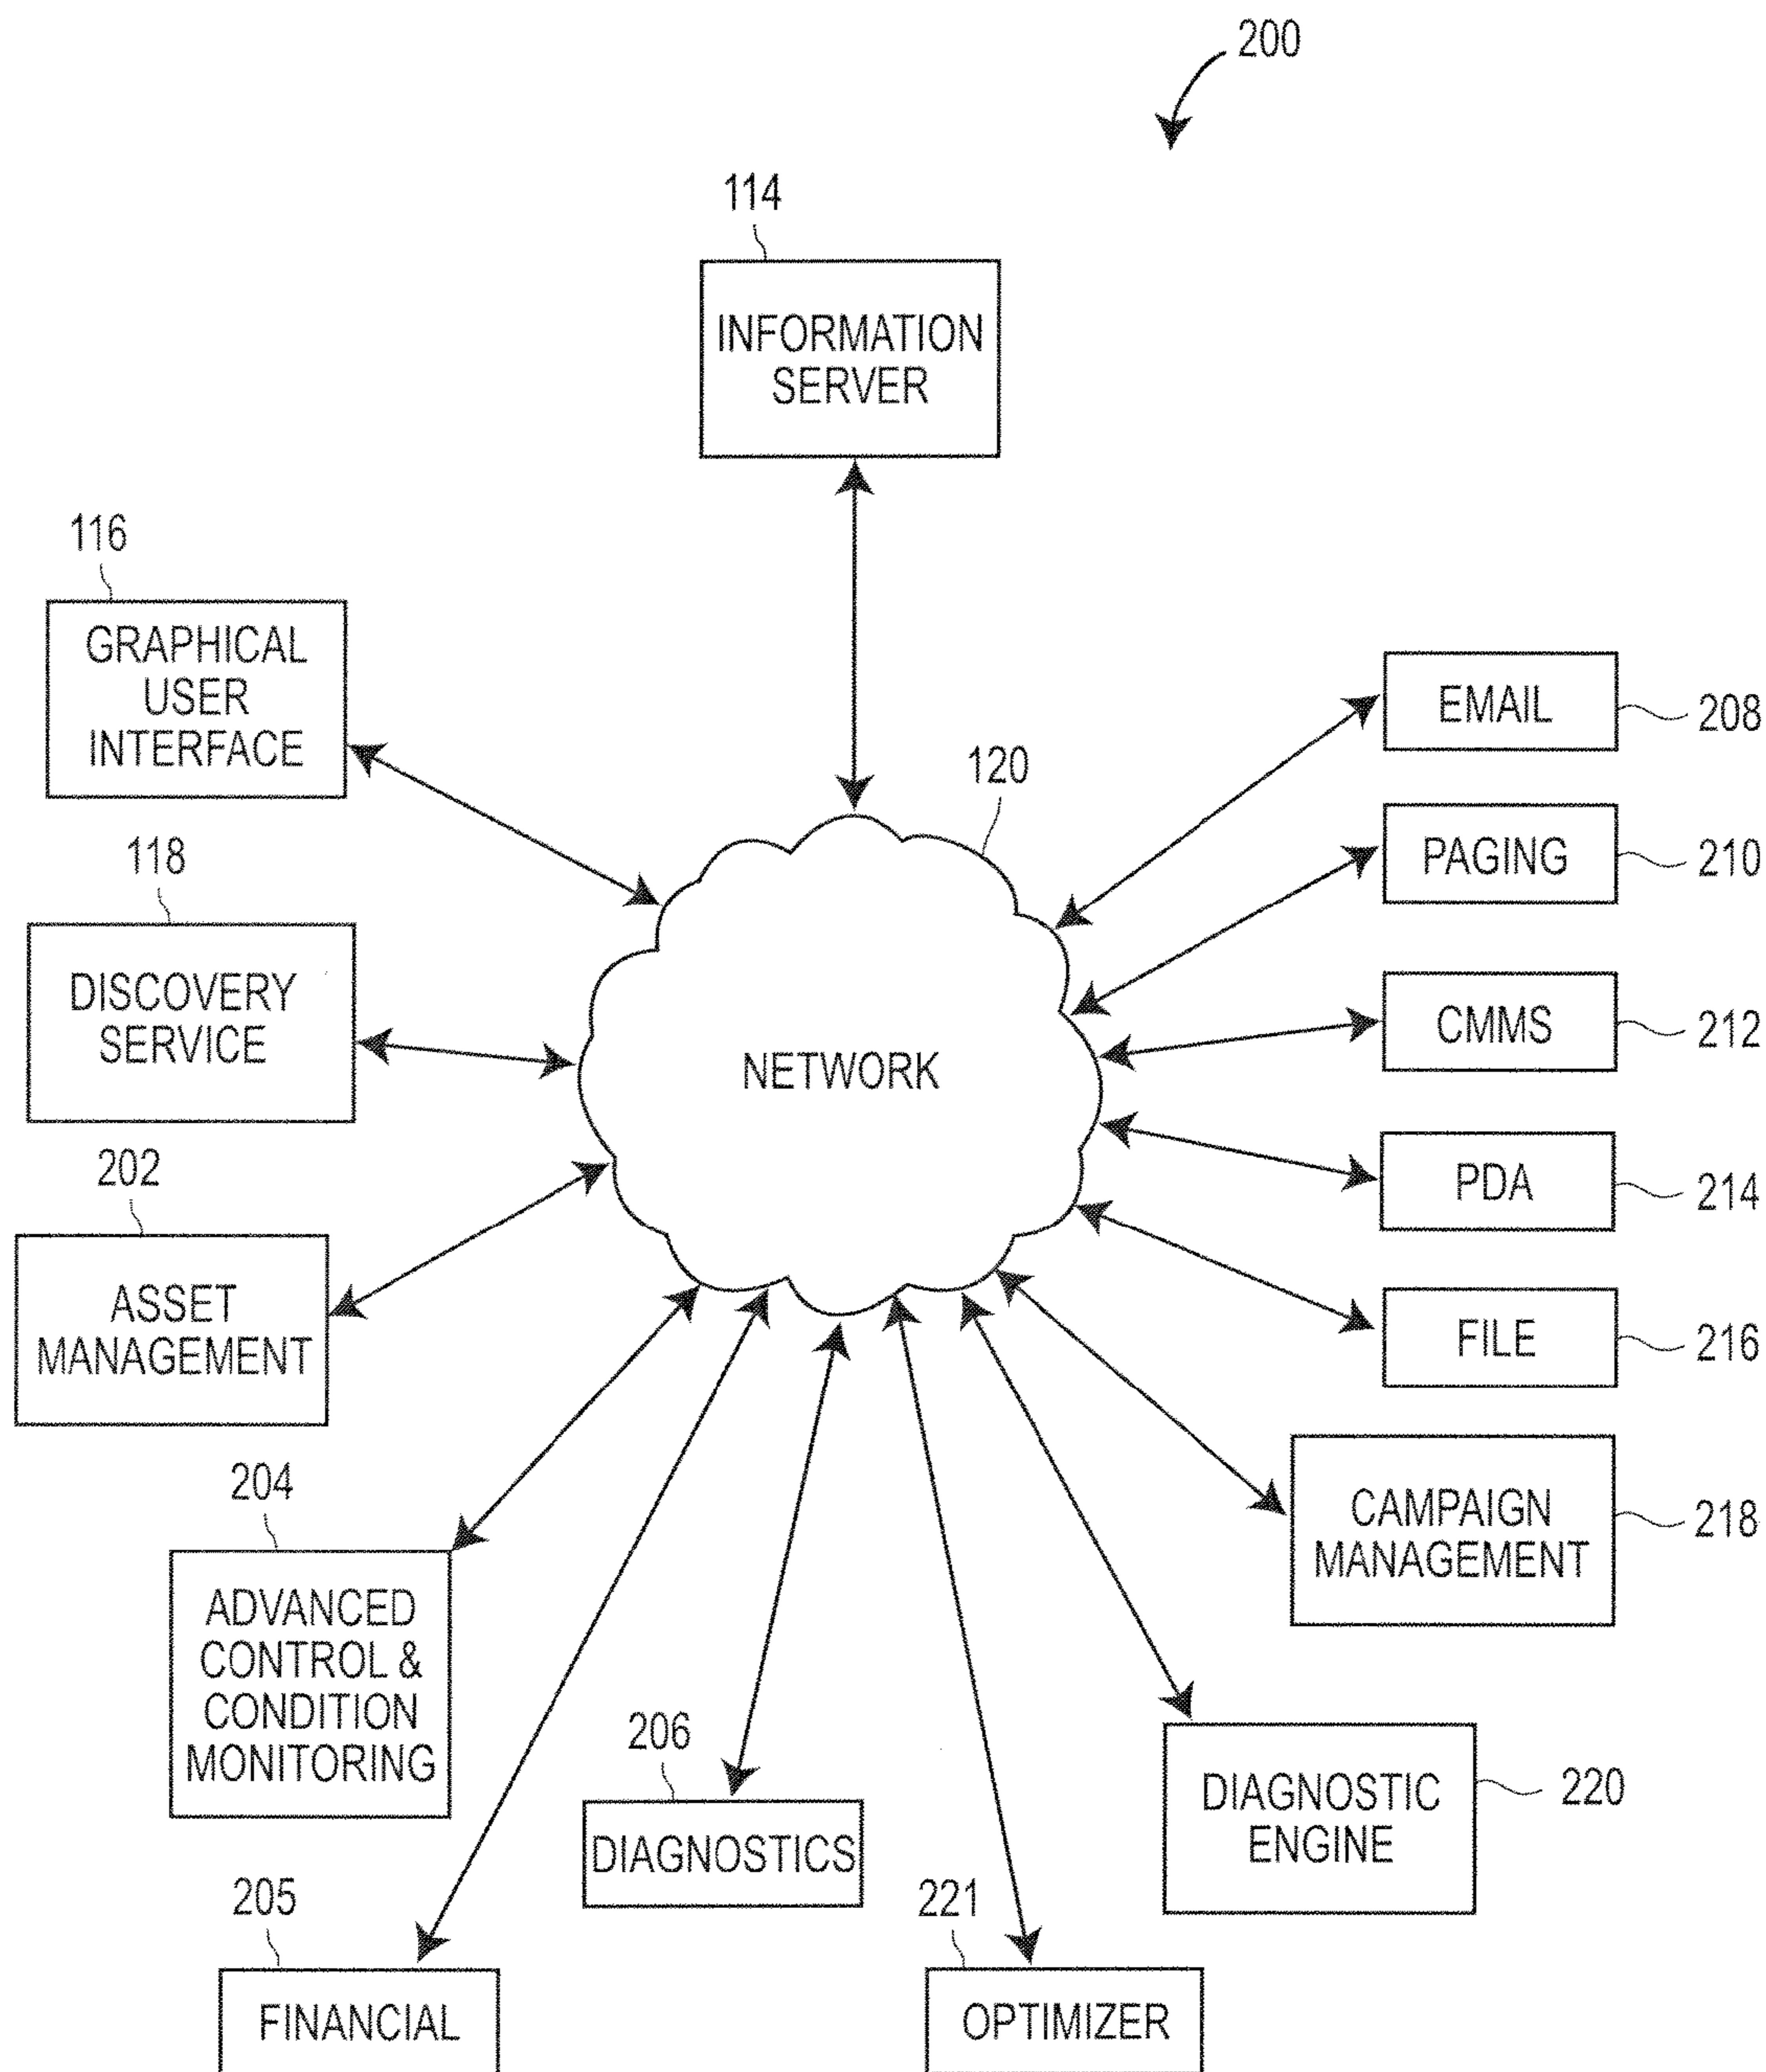 200
114
INFORMATION
SERVER
116
GRAPHICAL
USER
INTERFACE
120
EMAIL
208
PAGING
210
118
DISCOVERY
SERVICE
NETWORK
CMMS
212
202
ASSET
MANAGEMENT
PDA
214
FILE
216
204
ADVANCED
CONTROL &
CONDITION
MONITORING
CAMPAIGN
MANAGEMENT
218
206
DIAGNOSTICS
DIAGNOSTIC
ENGINE
220
205
FINANCIAL
221
OPTIMIZER